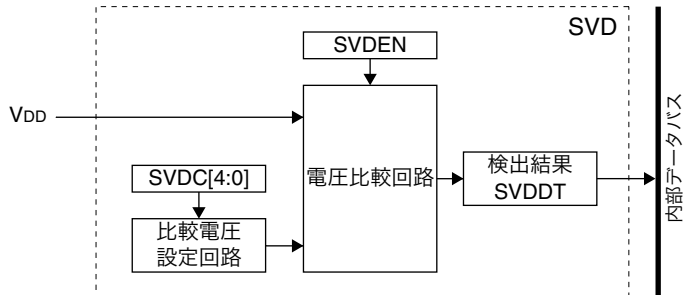 SVD
SVDEN
VDD
SVDC[4:0]
電圧比較回路
検出結果
SVDDT
比較電圧
設定回路
内部データバス